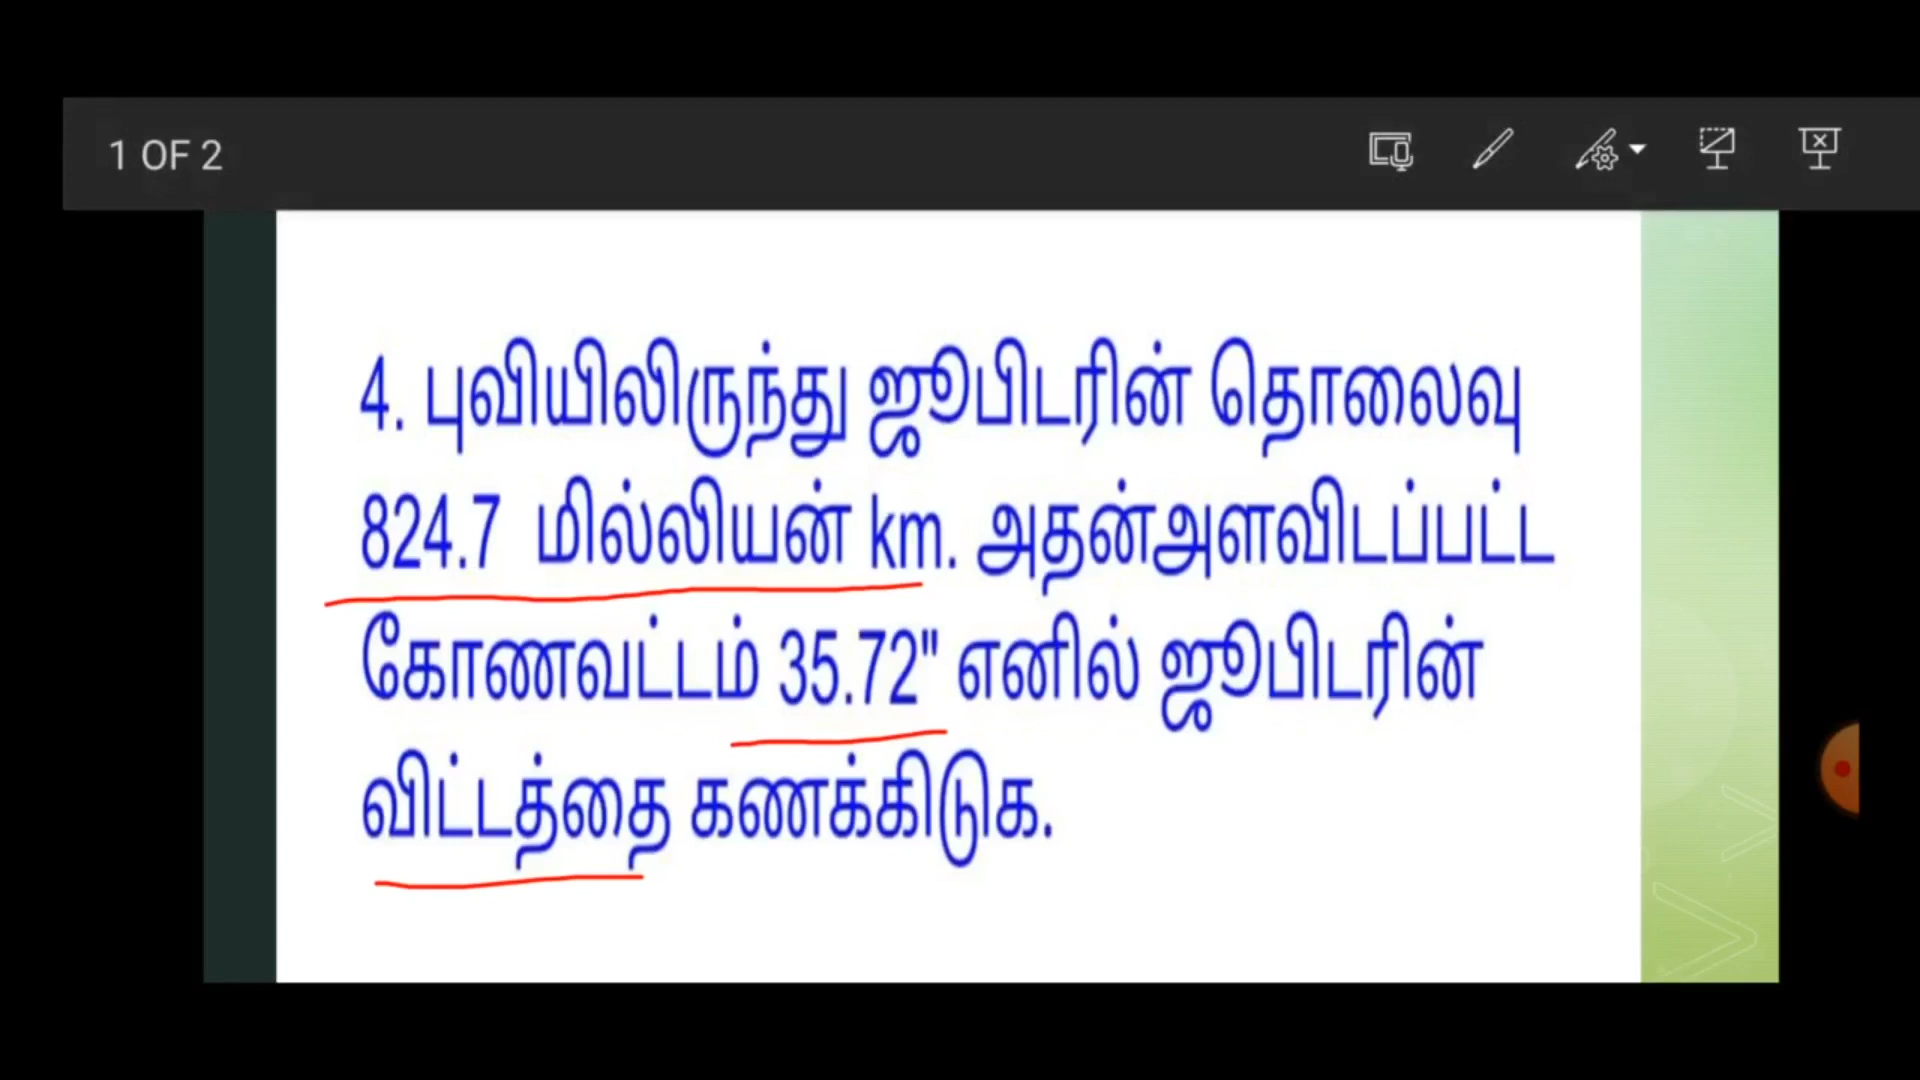 1 OF 2
4. புவியிலிருந்து ஜூபிடரின் தொலைவு
824.7 மில்லியன் km. அதன்அளவிடப்பட்ட
கோணவட்டம் 35.72" எனில் ஜூபிடரின்
விட்டத்தை கணக்கிடுக.